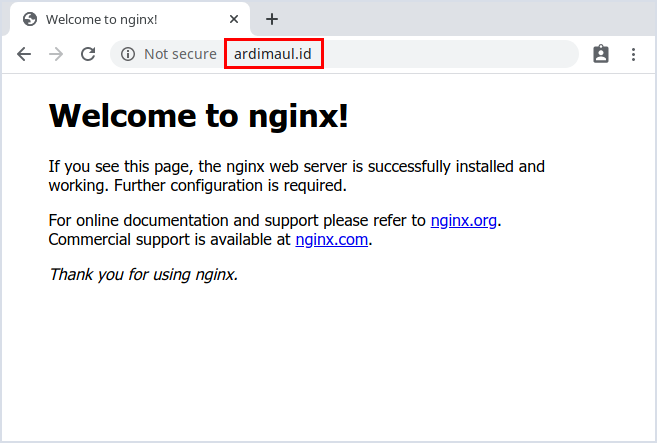 Welcome to nginx!
Not secure ardimaul.id
Welcome to nginx!
If you see this page, the nginx web server is successfully installed and
working. Further configuration is required.
For online documentation and support please refer to nginx.org.
Commercial support is available at nginx.com.
Thank you for using nginx.